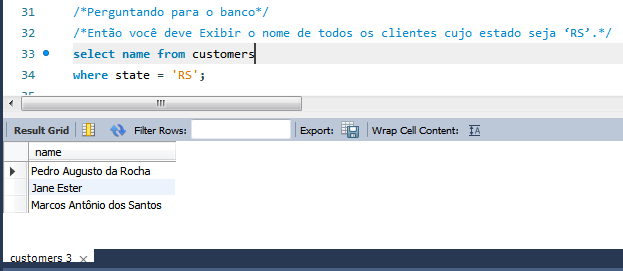 31 /*Perguntando para o banco*/
32 /*Então você deve Exibir o nome de todos os clientes cujo estado seja ‘RS’.*/
33 select name from customers
34 where state = 'RS';
Result Grid Filter Rows: Export: Wrap Cell Content: IA
name
Pedro Augusto da Rocha
Jane Ester
Marcos Antônio dos Santos
customers 3 ×